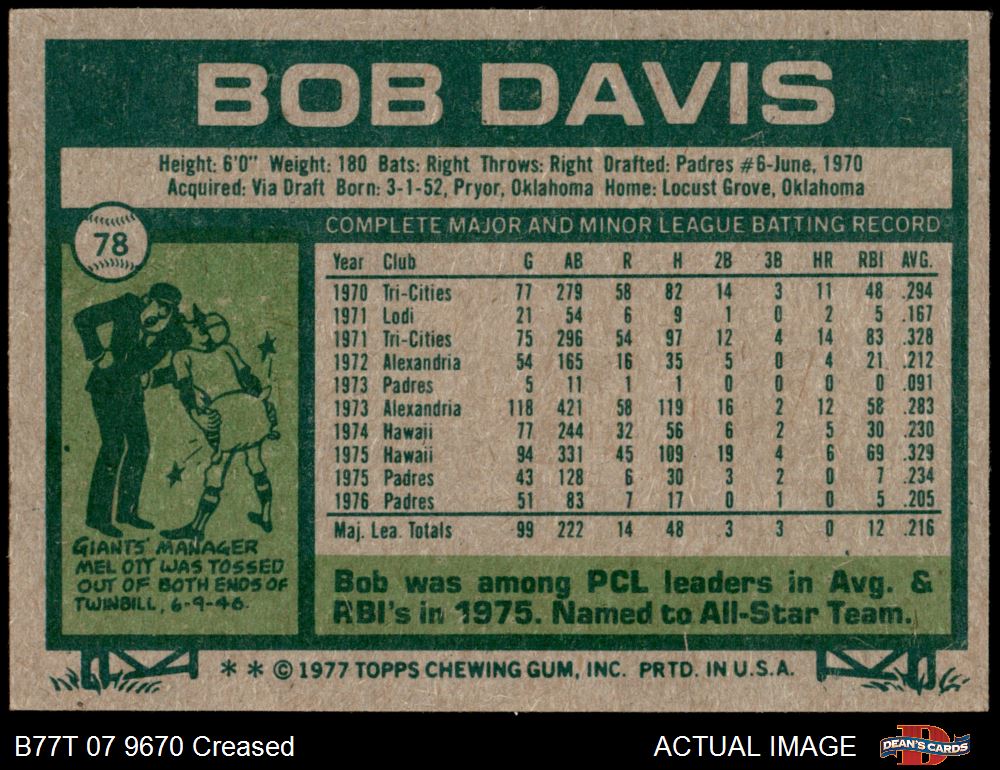 BOB DAVIS
Height: 6'0" Weight: 180 Bats: Right Throws: Right Drafted: Padres #6-June, 1970
Acquired: Via Draft Born: 3-1-52, Pryor, Oklahoma Home: Locust Grove, Oklahoma
78
COMPLETE MAJOR AND MINOR LEAGUE BATTING RECORD
Year Club G AB R H 2B 3B HR RBI AVG.
1970 Tri-Cities 77 279 58 82 14 3 11 48 .294
1971 Lodi 21 54 6 9 1 0 2 5 .167
1971 Tri-Cities 75 296 54 97 12 4 14 83 .328
1972 Alexandria 54 165 16 35 5 0 4 21 .212
1973 Padres 5 11 1 1 0 0 0 0 .091
1973 Alexandria 118 421 58 119 16 2 12 58 .283
1974 Hawaii 77 244 32 56 6 2 5 30 .230
1975 Hawaii 94 331 45 109 19 4 6 69 .329
1975 Padres 43 128 6 30 3 2 0 7 .234
1976 Padres 51 83 7 17 0 1 0 5 .205
Maj. Lea. Totals 99 222 14 48 3 3 0 12 .216
GIANTS' MANAGER
MEL OTT WAS TOSSED
OUT OF BOTH ENDS OF
TWINBILL, 6-9-46.
Bob was among PCL leaders in Avg. &
RBI's in 1975. Named to All-Star Team.
* * © 1977 TOPPS CHEWING GUM, INC. PRTD. IN U.S.A.
B77T 07 9670 Creased
ACTUAL IMAGE
DEAN'S CARDS